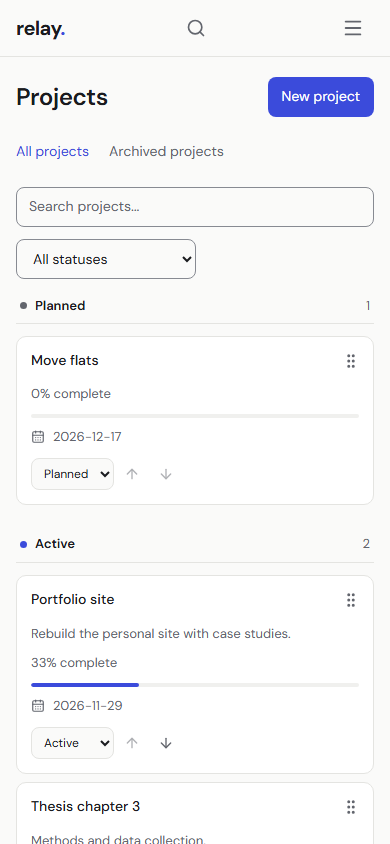 relay.
Projects
New project
All projects
Archived projects
Search projects...
All statuses
Planned
1
Move flats
0% complete
2026-12-17
Planned
Active
2
Portfolio site
Rebuild the personal site with case studies.
33% complete
2026-11-29
Active
Thesis chapter 3
Methods and data collection.